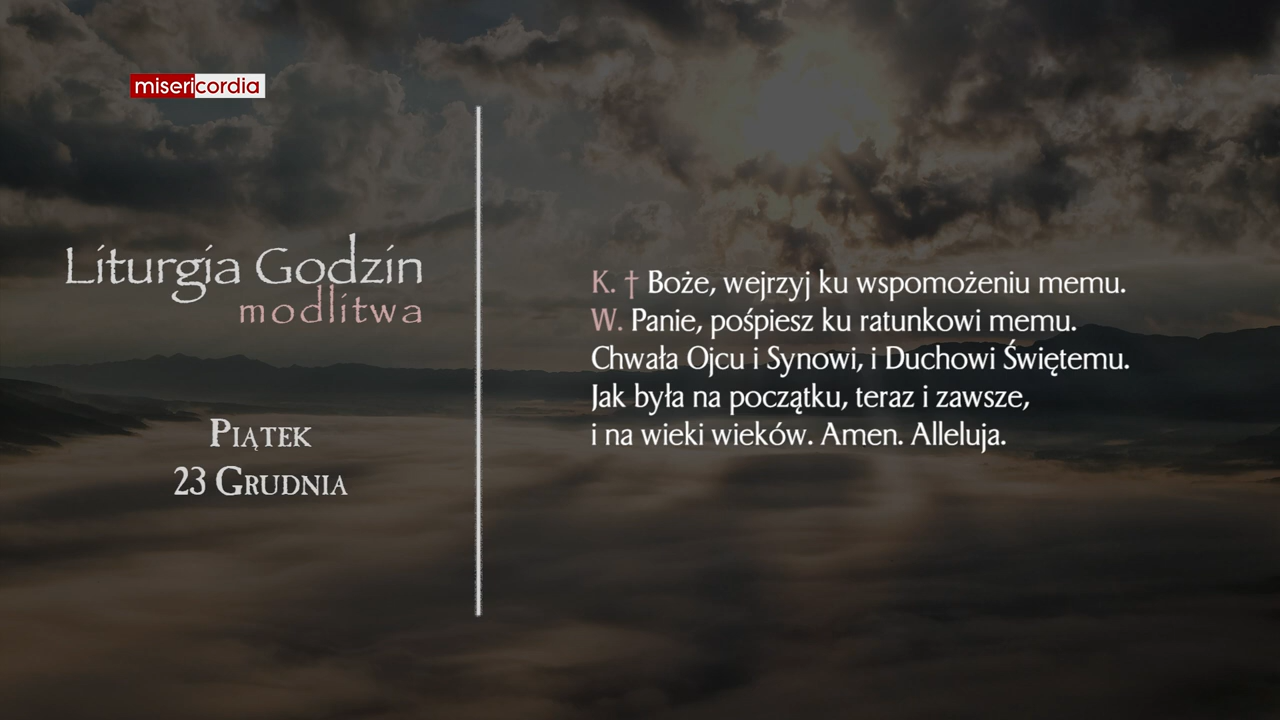 misericordia
Liturgia Godzin
modlitwa
Piątek
23 Grudnia
K. † Boże, wejrzyj ku wspomożeniu memu.
W. Panie, pośpiesz ku ratunkowi memu.
Chwała Ojcu i Synowi, i Duchowi Świętemu.
Jak była na początku, teraz i zawsze,
i na wieki wieków. Amen. Alleluja.